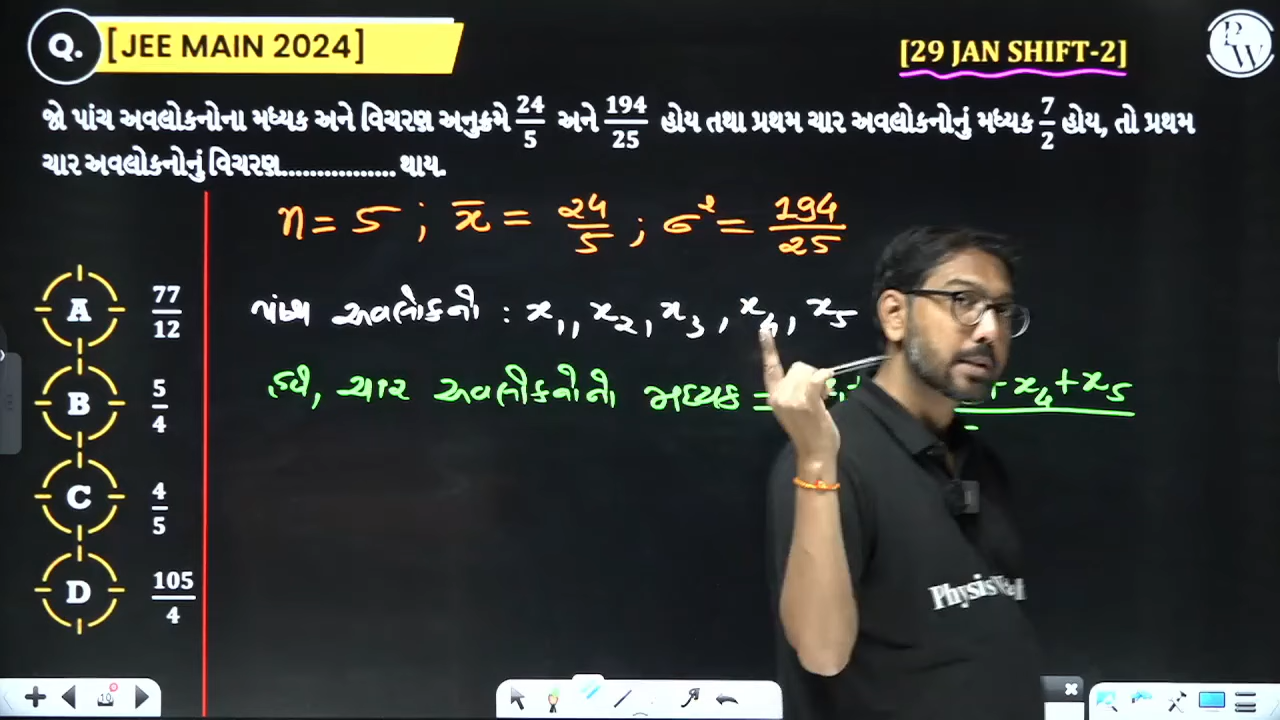 Q. [JEE MAIN 2024]
[29 JAN SHIFT-2]
PW
જો પાંચ અવલોકનોના મધ્યક અને વિચરણ અનુક્રમે 24/5 અને 194/25 હોય તથા પ્રથમ ચાર અવલોકનોનું મધ્યક 7/2 હોય, તો પ્રથમ
ચાર અવલોકનોનું વિચરણ................ થાય.
n = 5 ; x̄ = 24/5 ; σ² = 194/25
અવલોકનો : x₁, x₂, x₃, x₄, x₅
હવે, ચાર અવલોકનોનો મધ્યક = x₄ + x₅
A 77/12
B 5/4
C 4/5
D 105/4
10